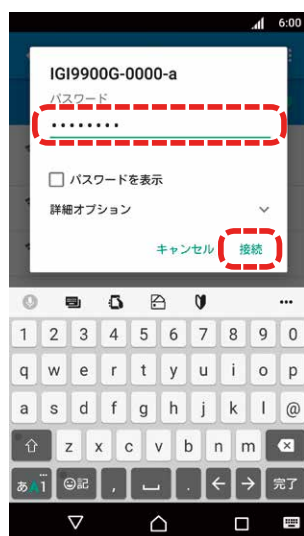 6:00
IGI9900G-0000-a
パスワード
••••••••
パスワードを表示
詳細オプション
キャンセル 接続
1 2 3 4 5 6 7 8 9 0
q w e r t y u i o p
a s d f g h j k l @
z x c v b n m
あA1 ☺記 , . ← → 完了